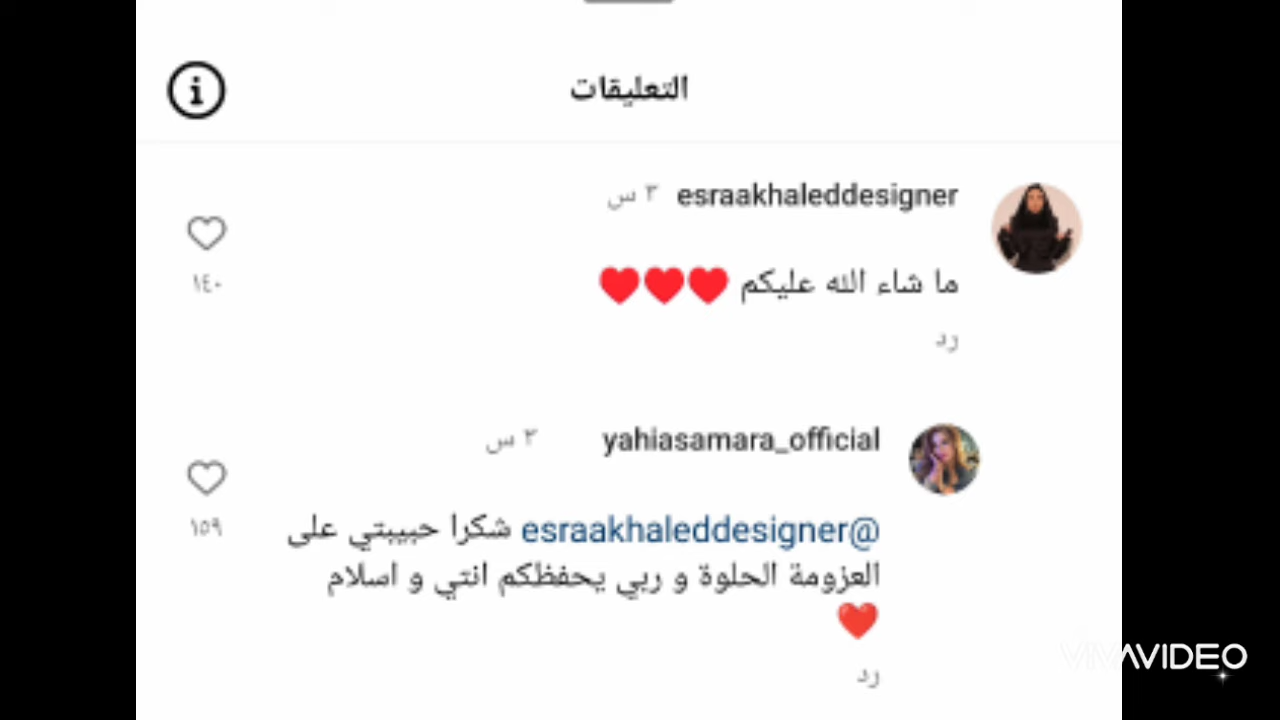 التعليقات
esraakhaleddesigner ٣ س
ما شاء الله عليكم ❤️❤️❤️
١٤٠
رد
yahiasamara_official ٣ س
@esraakhaleddesigner شكرا حبيبتي على
العزومة الحلوة و ربي يحفظكم انتي و اسلام
❤️
١٥٩
رد
VIVAVIDEO